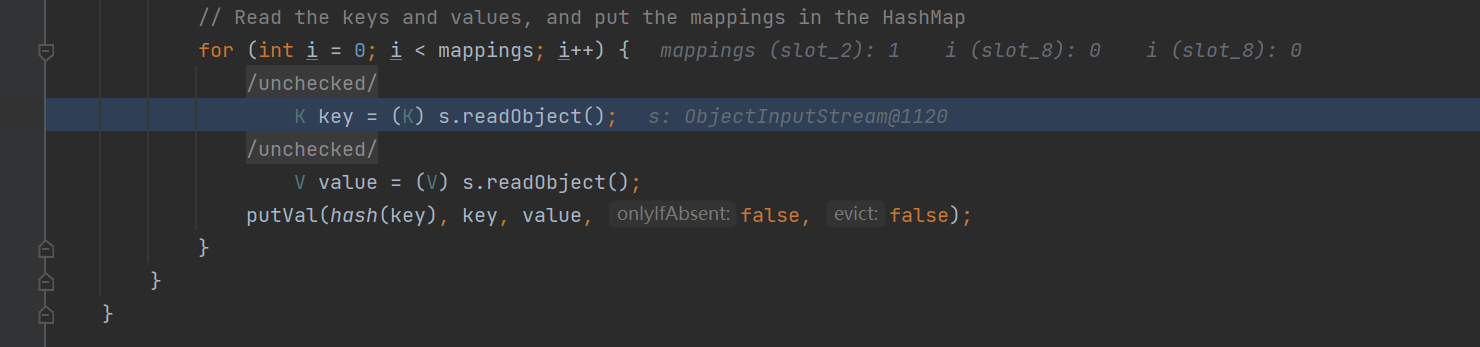 // Read the keys and values, and put the mappings in the HashMap
for (int i = 0; i < mappings; i++) { mappings (slot_2): 1 i (slot_8): 0 i (slot_8): 0
/unchecked/
K key = (K) s.readObject(); s: ObjectInputStream@1120
/unchecked/
V value = (V) s.readObject();
putVal(hash(key), key, value, onlyIfAbsent: false, evict: false);
}
}
}